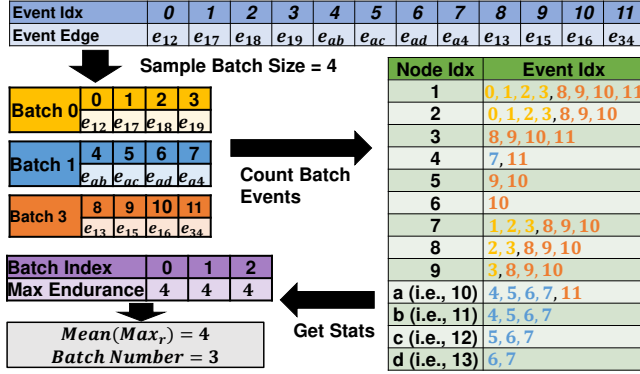 Event Idx 0 1 2 3 4 5 6 7 8 9 10 11
Event Edge e12 e17 e18 e19 eab eac ead ea4 e13 e15 e16 e34
Sample Batch Size = 4
Batch 0 0 1 2 3
e12 e17 e18 e19
Batch 1 4 5 6 7
eab eac ead ea4
Batch 3 8 9 10 11
e13 e15 e16 e34
Count Batch
Events
Batch Index 0 1 2
Max Endurance 4 4 4
Get Stats
Mean(Maxr) = 4
Batch Number = 3
Node Idx Event Idx
1 0, 1, 2, 3, 8, 9, 10, 11
2 0, 1, 2, 3, 8, 9, 10
3 8, 9, 10, 11
4 7, 11
5 9, 10
6 10
7 1, 2, 3, 8, 9, 10
8 2, 3, 8, 9, 10
9 3, 8, 9, 10
a (i.e., 10) 4, 5, 6, 7, 11
b (i.e., 11) 4, 5, 6, 7
c (i.e., 12) 5, 6, 7
d (i.e., 13) 6, 7